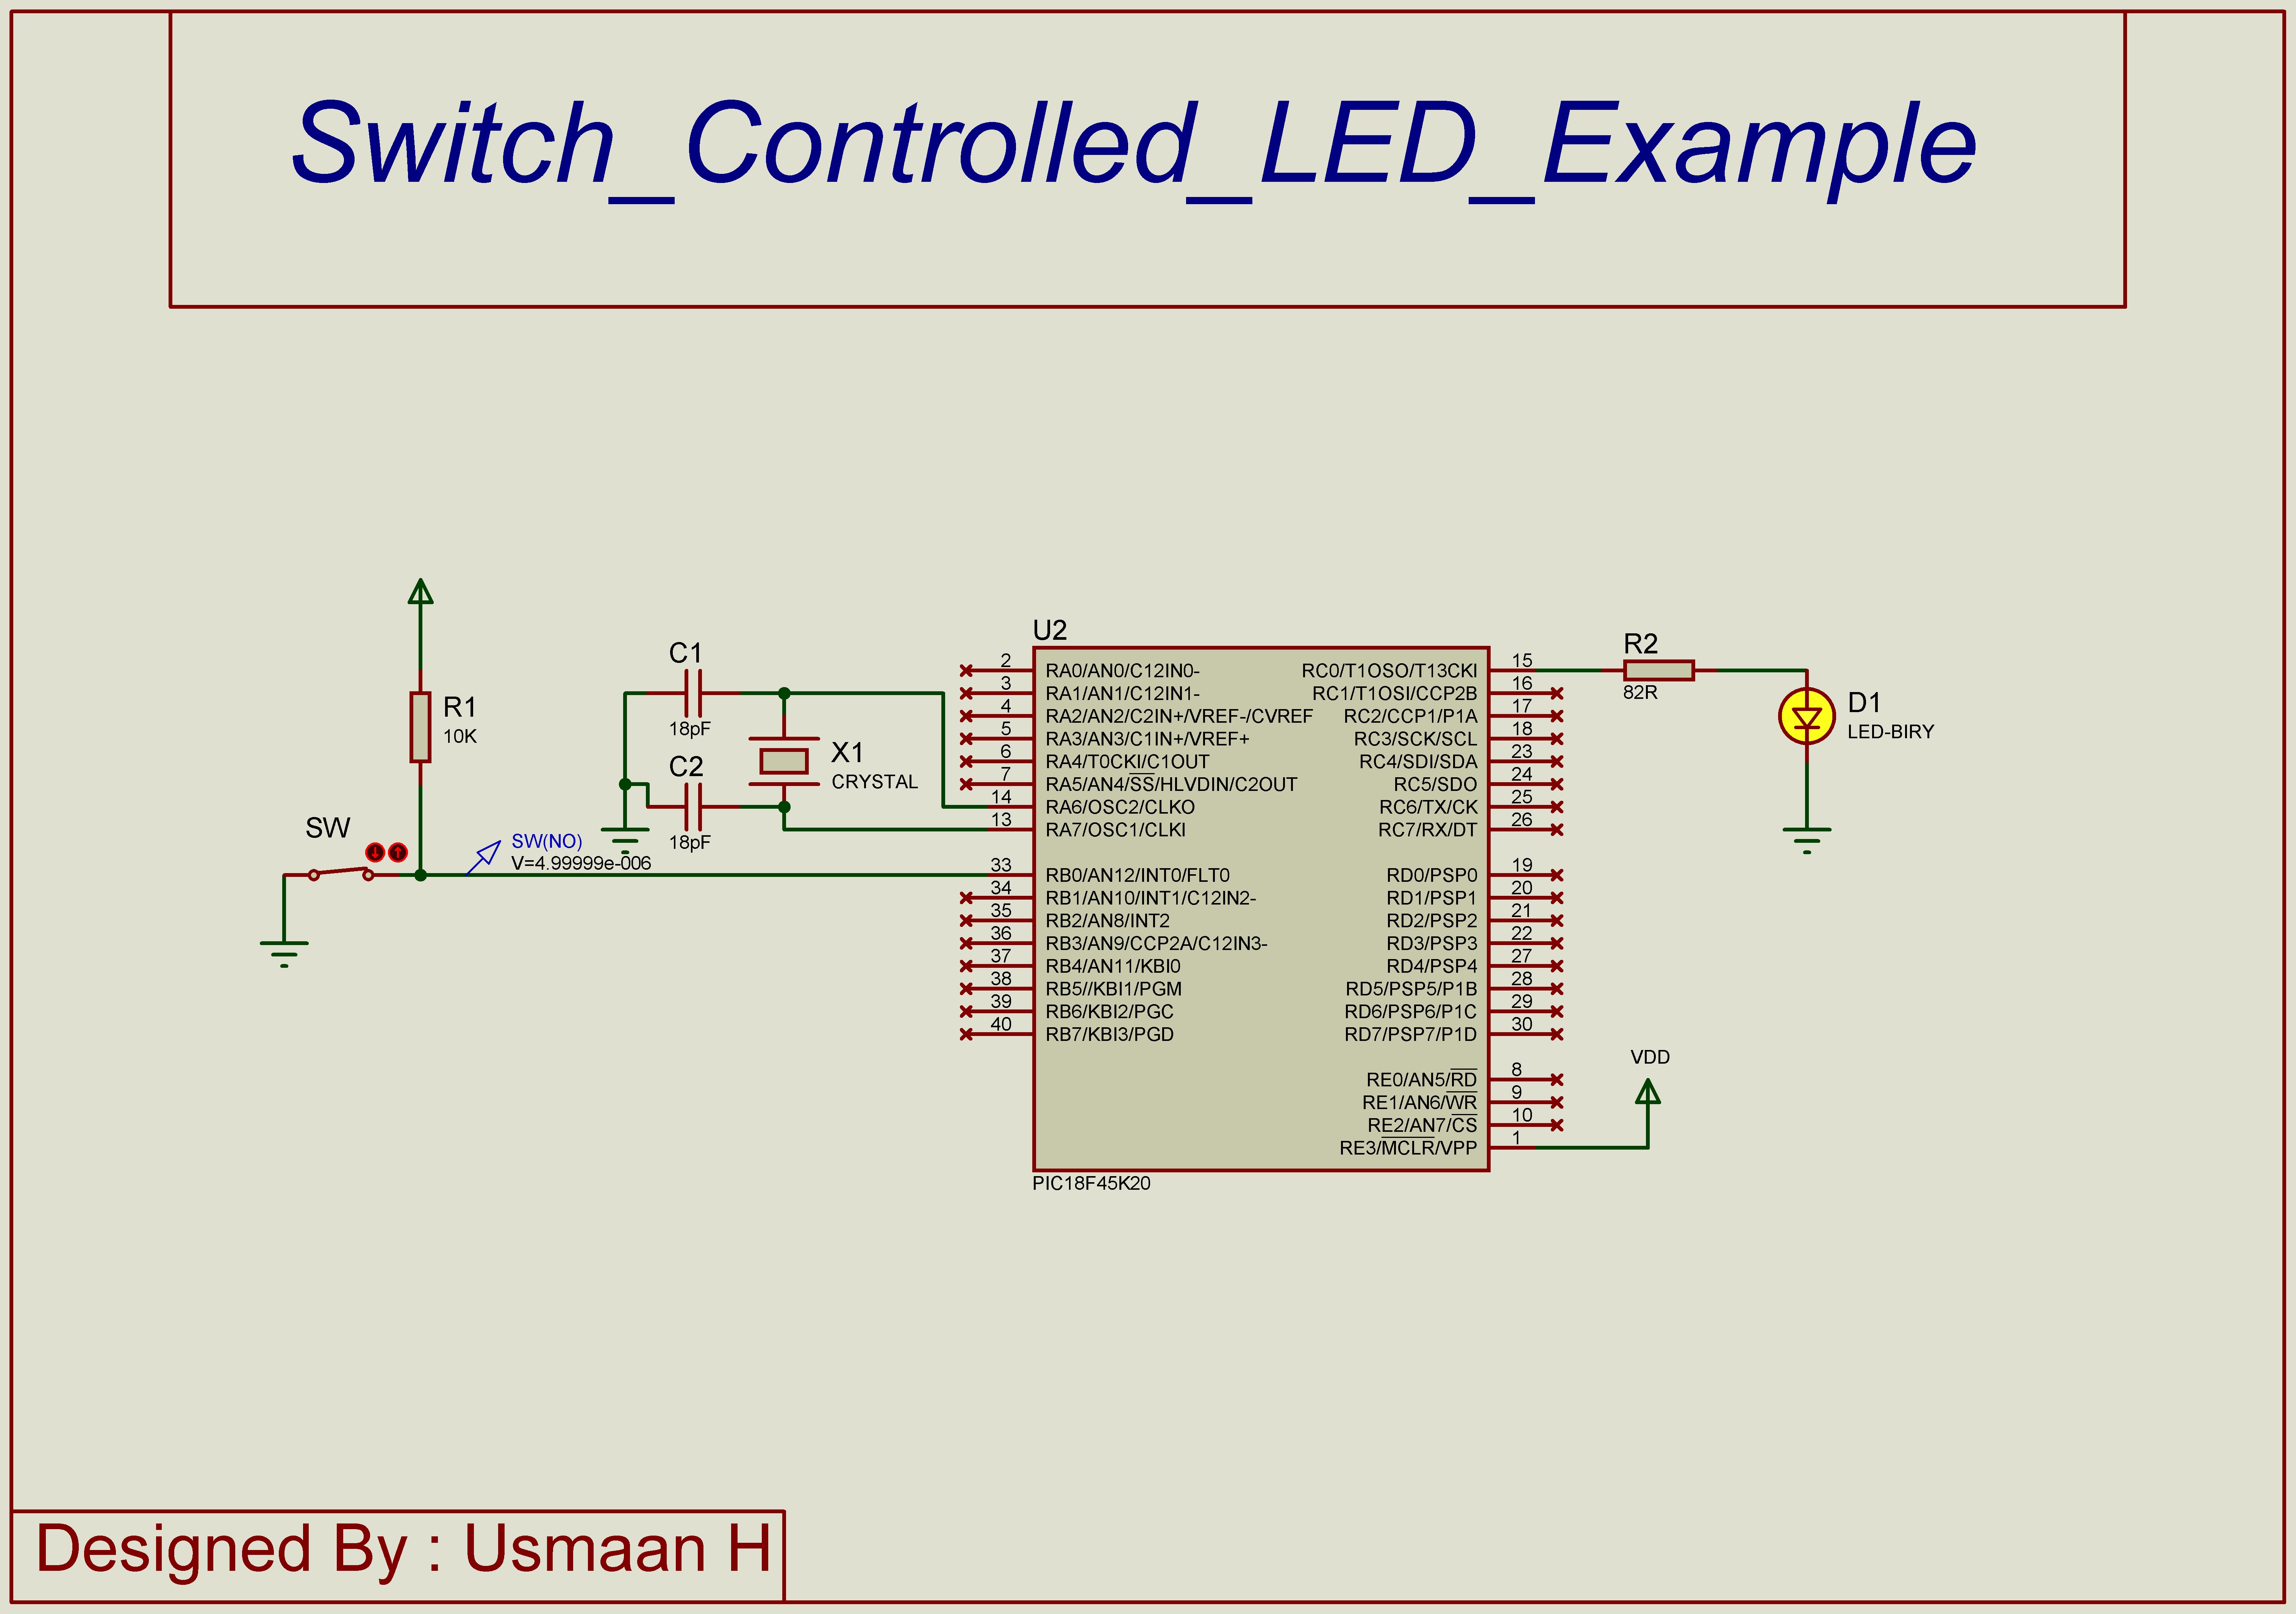 Switch_Controlled_LED_Example
R1
10K
SW
SW(NO)
V=4.99999e-006
C1
18pF
C2
18pF
X1
CRYSTAL
U2
2 RA0/AN0/C12IN0-
3 RA1/AN1/C12IN1-
4 RA2/AN2/C2IN+/VREF-/CVREF
5 RA3/AN3/C1IN+/VREF+
6 RA4/T0CKI/C1OUT
7 RA5/AN4/SS/HLVDIN/C2OUT
14 RA6/OSC2/CLKO
13 RA7/OSC1/CLKI
33 RB0/AN12/INT0/FLT0
34 RB1/AN10/INT1/C12IN2-
35 RB2/AN8/INT2
36 RB3/AN9/CCP2A/C12IN3-
37 RB4/AN11/KBI0
38 RB5//KBI1/PGM
39 RB6/KBI2/PGC
40 RB7/KBI3/PGD
RC0/T1OSO/T13CKI 15
RC1/T1OSI/CCP2B 16
RC2/CCP1/P1A 17
RC3/SCK/SCL 18
RC4/SDI/SDA 23
RC5/SDO 24
RC6/TX/CK 25
RC7/RX/DT 26
RD0/PSP0 19
RD1/PSP1 20
RD2/PSP2 21
RD3/PSP3 22
RD4/PSP4 27
RD5/PSP5/P1B 28
RD6/PSP6/P1C 29
RD7/PSP7/P1D 30
RE0/AN5/RD 8
RE1/AN6/WR 9
RE2/AN7/CS 10
RE3/MCLR/VPP 1
PIC18F45K20
R2
82R
D1
LED-BIRY
VDD
Designed By : Usmaan H